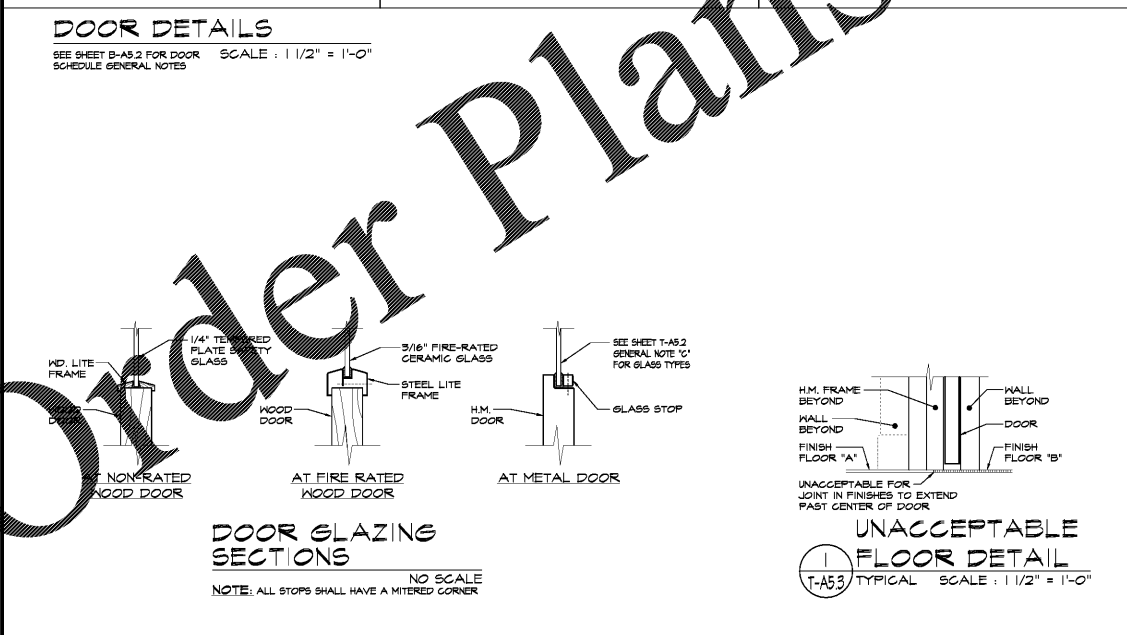 DOOR DETAILS
SEE SHEET B-A5.2 FOR DOOR
SCHEDULE GENERAL NOTES
SCALE : 1 1/2" = 1'-0"
Order Plans
1/4" TEMPERED
PLATE SAFETY
GLASS
WD. LITE
FRAME
WOOD
DOOR
AT NON-RATED
WOOD DOOR
3/16" FIRE-RATED
CERAMIC GLASS
STEEL LITE
FRAME
WOOD
DOOR
AT FIRE RATED
WOOD DOOR
SEE SHEET T-A5.2
GENERAL NOTE "C"
FOR GLASS TYPES
H.M.
DOOR
GLASS STOP
AT METAL DOOR
DOOR GLAZING
SECTIONS
NO SCALE
NOTE: ALL STOPS SHALL HAVE A MITERED CORNER
H.M. FRAME
BEYOND
WALL
BEYOND
FINISH
FLOOR "A"
WALL
BEYOND
DOOR
FINISH
FLOOR "B"
UNACCEPTABLE FOR
JOINT IN FINISHES TO EXTEND
PAST CENTER OF DOOR
UNACCEPTABLE
FLOOR DETAIL
1
T-A5.3
TYPICAL SCALE : 1 1/2" = 1'-0"